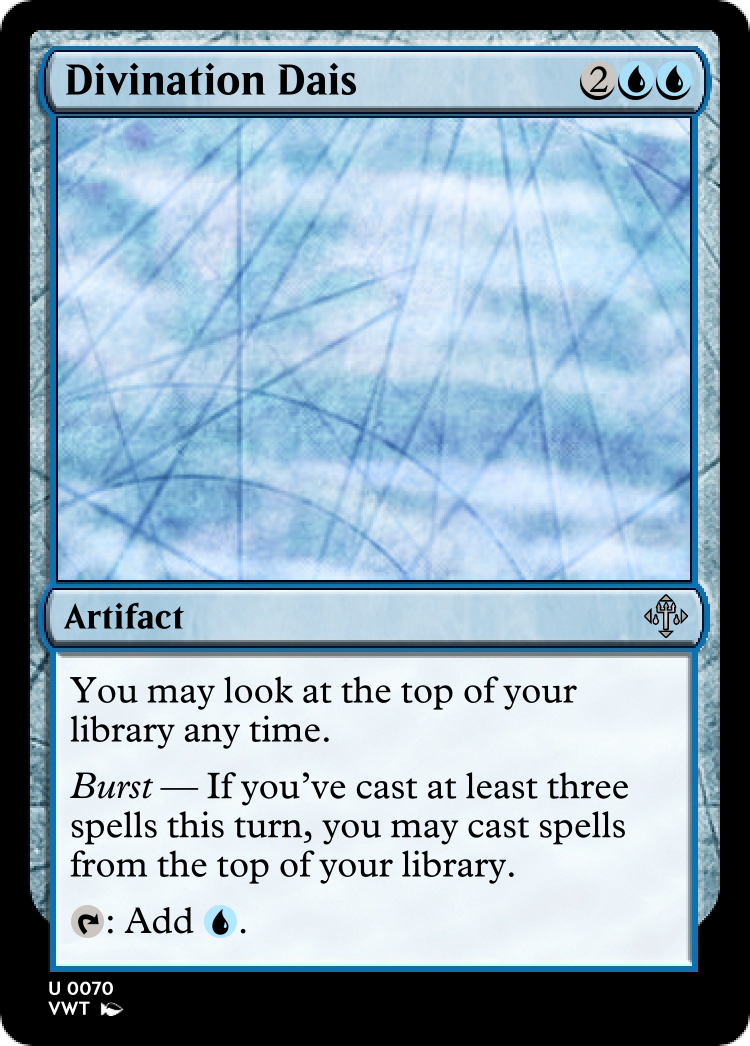 Divination Dais 2
Artifact
You may look at the top of your
library any time.
Burst — If you've cast at least three
spells this turn, you may cast spells
from the top of your library.
: Add .
U 0070
VWT